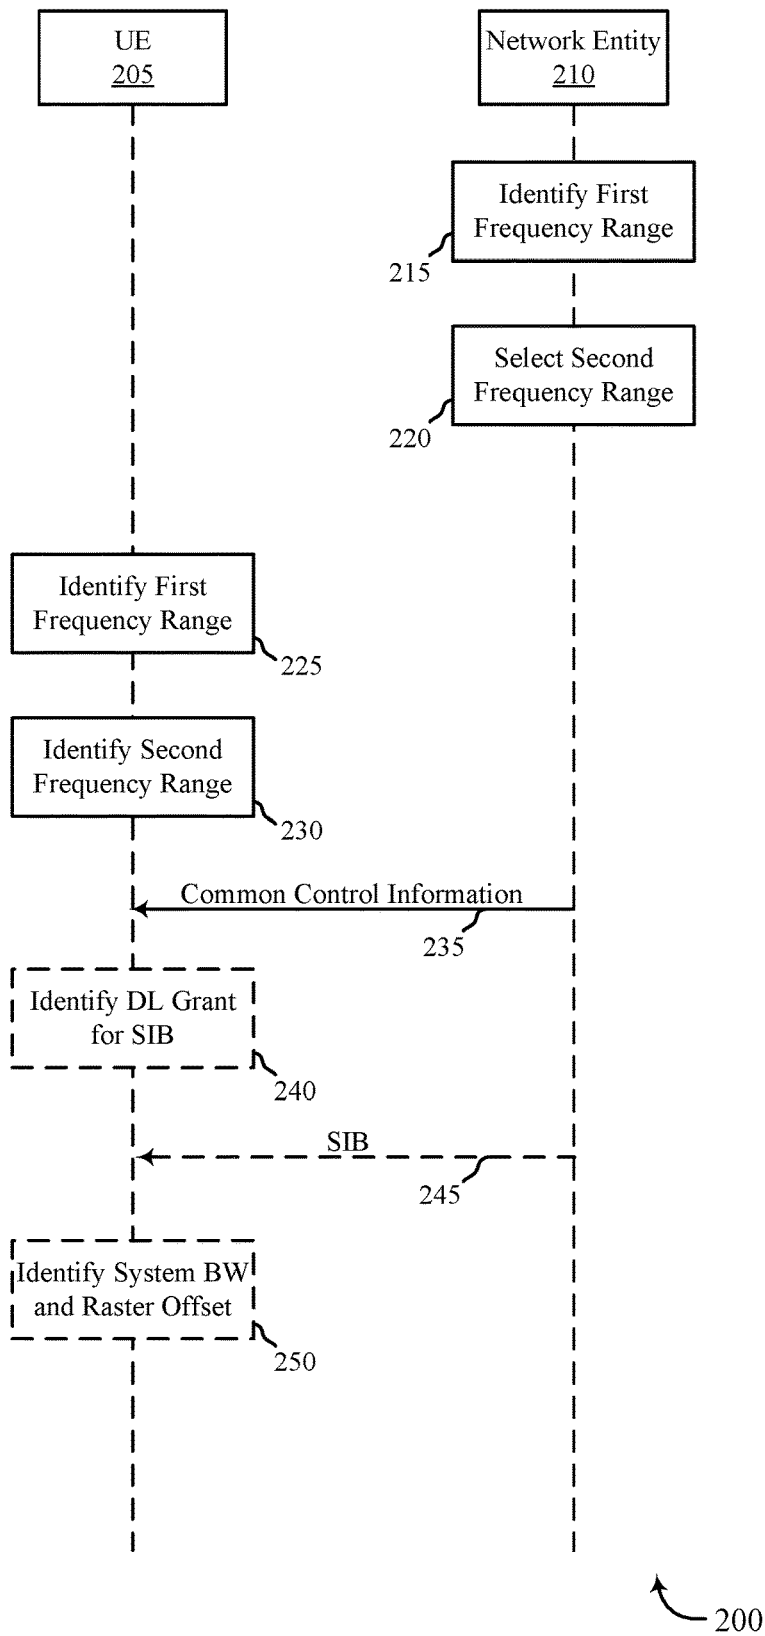 UE
205
Network Entity
210
Identify First
Frequency Range
215
Select Second
Frequency Range
220
Identify First
Frequency Range
225
Identify Second
Frequency Range
230
Common Control Information
235
Identify DL Grant
for SIB
240
SIB
245
Identify System BW
and Raster Offset
250
200